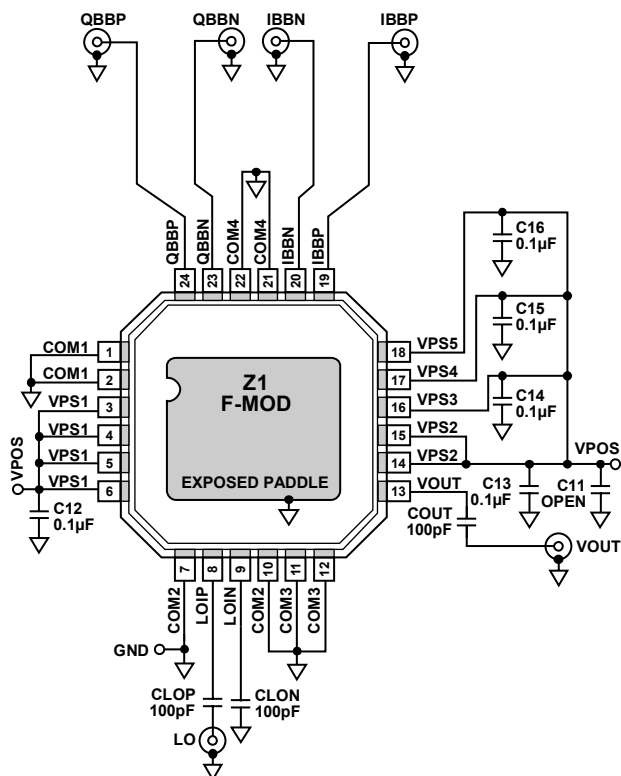 QBBP
QBBN
IBBN
IBBP
QBBP
QBBN
COM4
COM4
IBBN
IBBP
24
23
22
21
20
19
C16
0.1µF
C15
0.1µF
C14
0.1µF
COM1
1
COM1
2
VPS1
3
VPS1
4
VPS1
5
VPS1
6
VPOS
C12
0.1µF
Z1
F-MOD
EXPOSED PADDLE
18
VPS5
17
VPS4
16
VPS3
15
VPS2
14
VPS2
13
VOUT
VPOS
C13
0.1µF
C11
OPEN
COUT
100pF
VOUT
7
8
9
10
11
12
COM2
LOIP
LOIN
COM2
COM3
COM3
GND
CLOP
100pF
CLON
100pF
LO